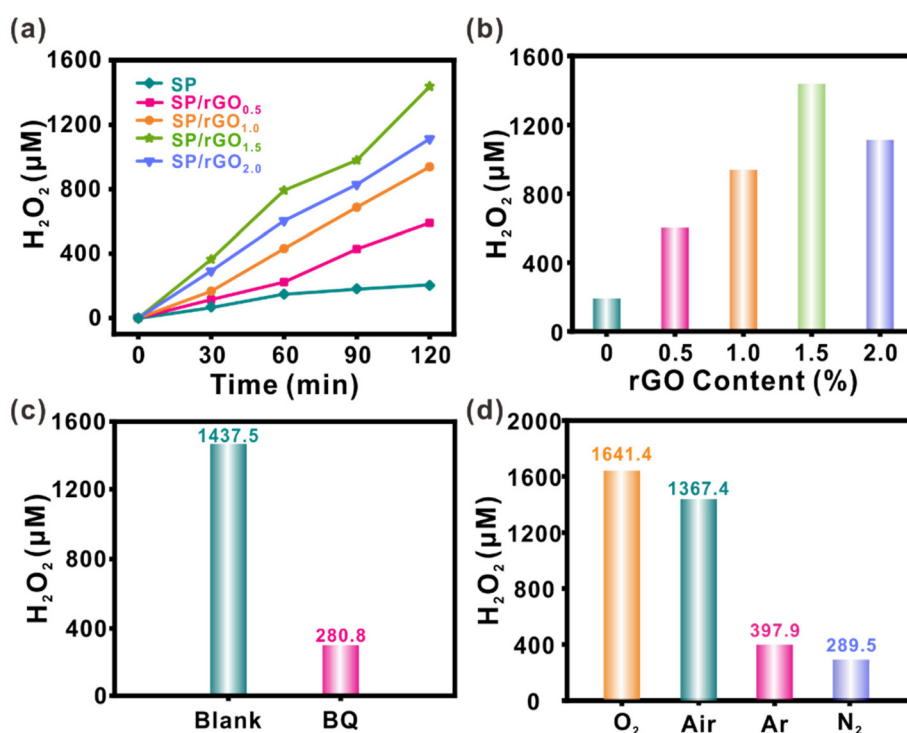 (a)
H₂O₂ (μM)
1600
1200
800
400
0
SP
SP/rGO₀.₅
SP/rGO₁.₀
SP/rGO₁.₅
SP/rGO₂.₀
0 30 60 90 120
Time (min)
(b)
H₂O₂ (μM)
1600
1200
800
400
0
0 0.5 1.0 1.5 2.0
rGO Content (%)
(c)
H₂O₂ (μM)
1600
1200
800
400
0
1437.5
280.8
Blank BQ
(d)
H₂O₂ (μM)
2000
1600
1200
800
400
0
1641.4
1367.4
397.9
289.5
O₂ Air Ar N₂